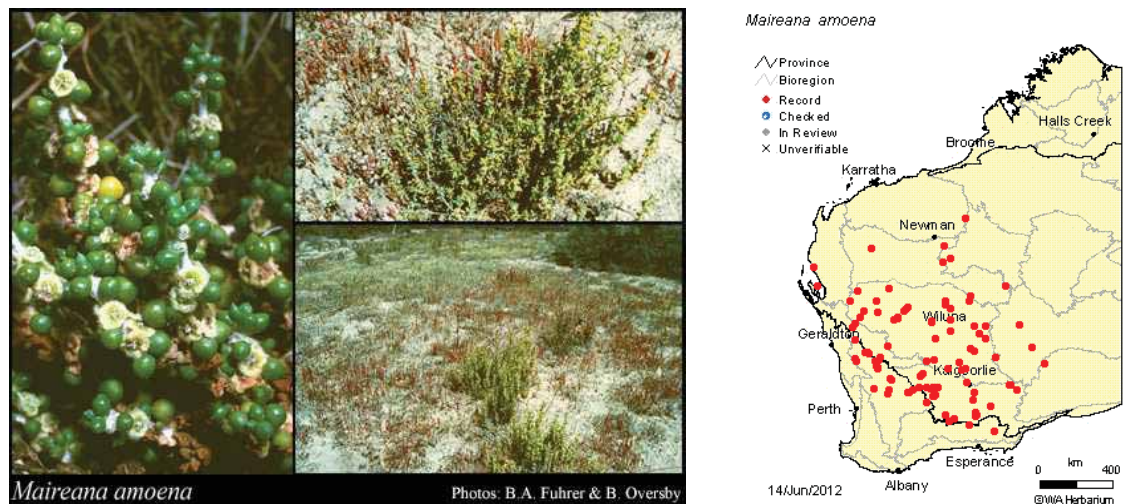 Maireana amoena
Photos: B.A. Fuhrer & B. Oversby
Maireana amoena
Province
Bioregion
Record
Checked
In Review
Unverifiable
Halls Creek
Broome
Karratha
Newman
Wiluna
Geraldton
Kalgoorlie
Perth
Esperance
Albany
km
0 400
14/Jun/2012
©WA Herbarium